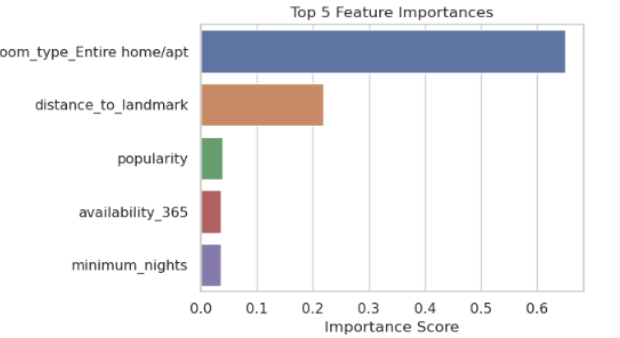 Top 5 Feature Importances
oom_type_Entire home/apt
distance_to_landmark
popularity
availability_365
minimum_nights
0.0 0.1 0.2 0.3 0.4 0.5 0.6
Importance Score